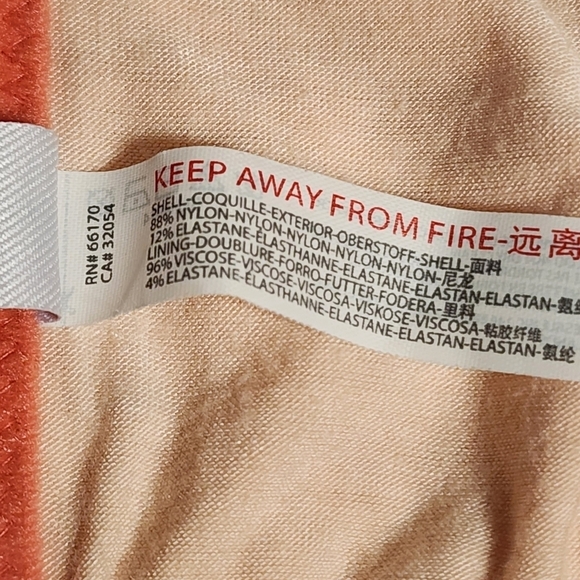 RN# 66170
CA# 32054
KEEP AWAY FROM FIRE-远 离
SHELL-COQUILLE-EXTERIOR-OBERSTOFF-SHELL-面料
88% NYLON-NYLON-NYLON-NYLON-NYLON-尼龙
12% ELASTANE-ÉLASTHANNE-ELASTANE-ELASTAN-ELASTAN-氨纶
LINING-DOUBLURE-FORRO-FUTTER-FODERA-里料
96% VISCOSE-VISCOSE-VISCOSA-VISKOSE-VISCOSA-粘胶纤维
4% ELASTANE-ÉLASTHANNE-ELASTANE-ELASTAN-ELASTAN-氨纶